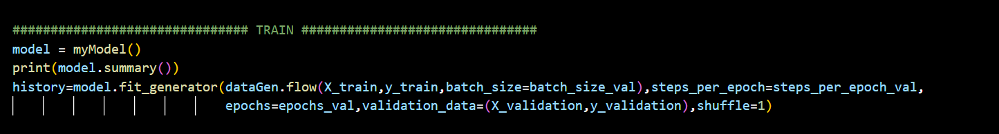 ############################### TRAIN ###############################
model = myModel()
print(model.summary())
history=model.fit_generator(dataGen.flow(X_train,y_train,batch_size=batch_size_val),steps_per_epoch=steps_per_epoch_val,
                            epochs=epochs_val,validation_data=(X_validation,y_validation),shuffle=1)